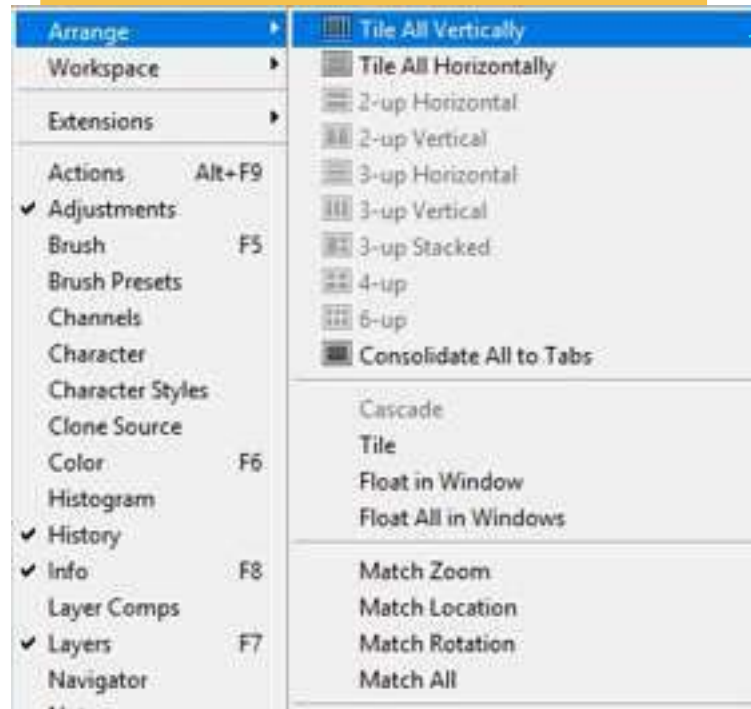 Arrange
Workspace
Extensions
Actions Alt+F9
Adjustments
Brush F5
Brush Presets
Channels
Character
Character Styles
Clone Source
Color F6
Histogram
History
Info F8
Layer Comps
Layers F7
Navigator
Tile All Vertically
Tile All Horizontally
2-up Horizontal
2-up Vertical
3-up Horizontal
3-up Vertical
3-up Stacked
4-up
6-up
Consolidate All to Tabs
Cascade
Tile
Float in Window
Float All in Windows
Match Zoom
Match Location
Match Rotation
Match All